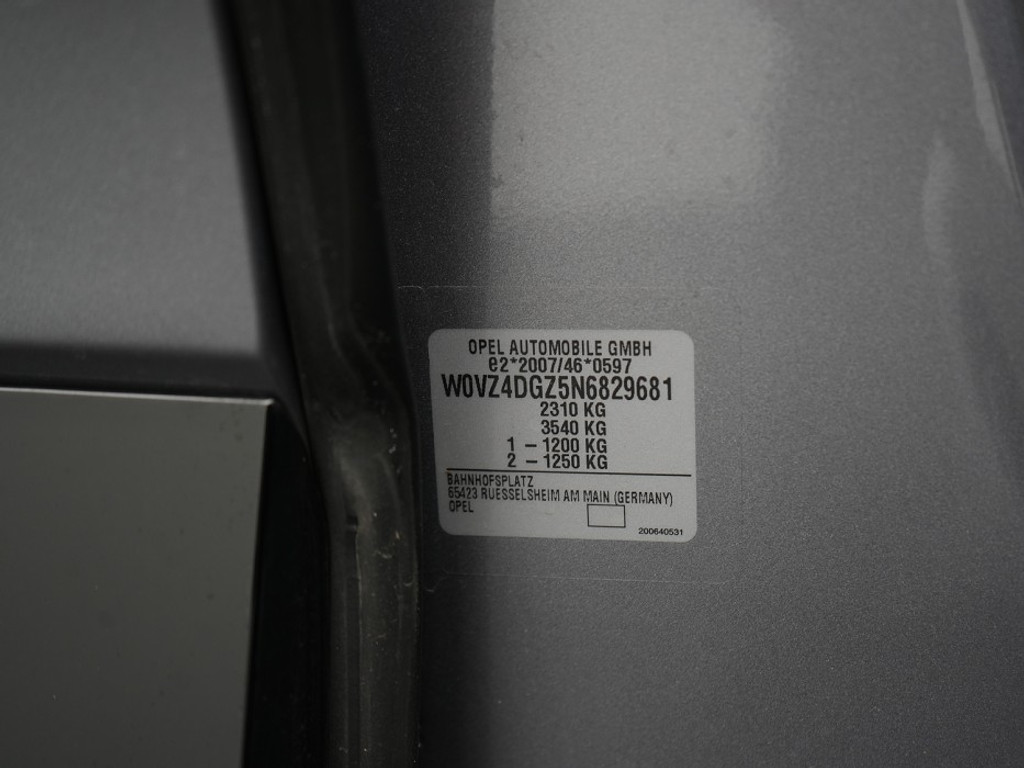 OPEL AUTOMOBILE GMBH
e2*2007/46*0597
W0VZ4DGZ5N6829681
2310 KG
3540 KG
1 – 1200 KG
2 – 1250 KG
BAHNHOFSPLATZ
65423 RUESSELSHEIM AM MAIN (GERMANY)
OPEL
200640531